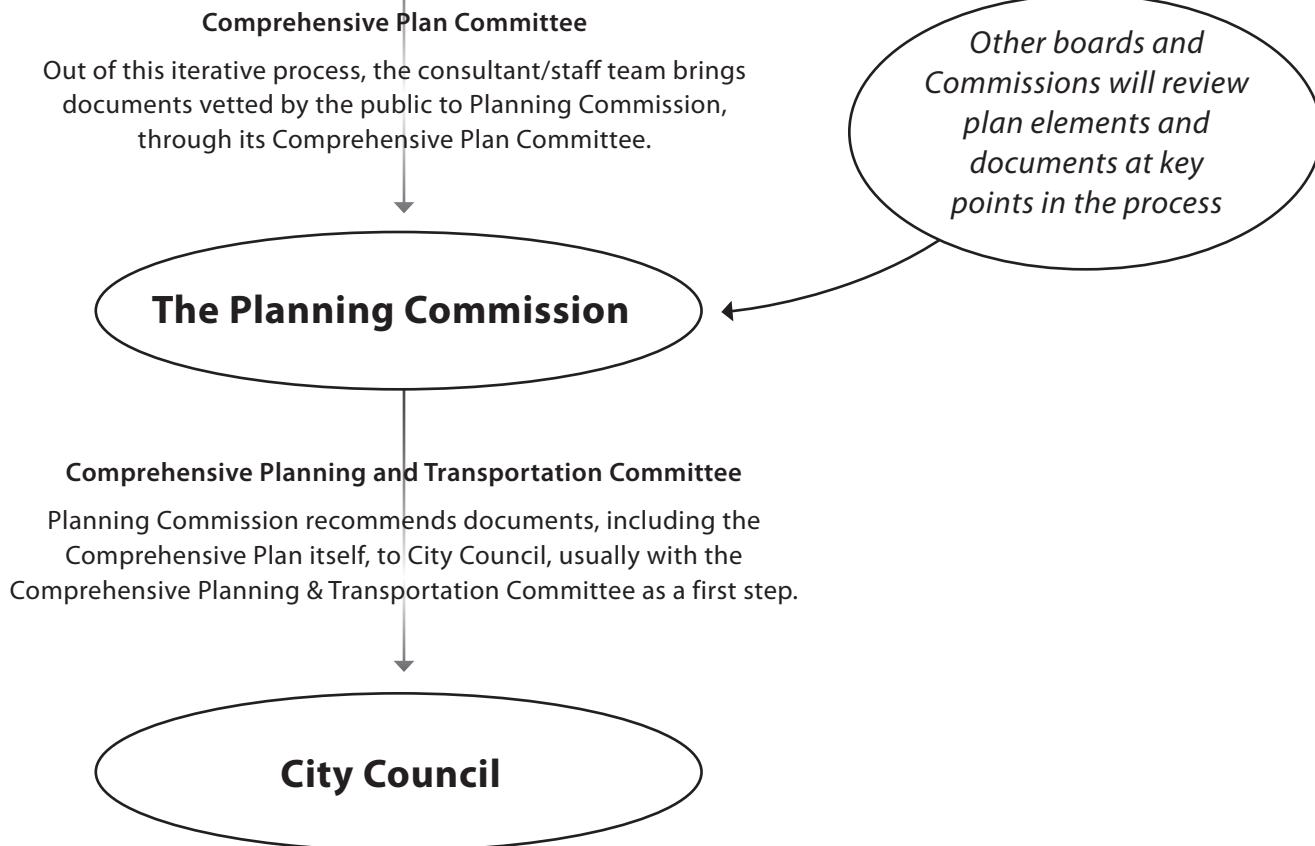 Comprehensive Plan Committee
Out of this iterative process, the consultant/staff team brings
documents vetted by the public to Planning Commission,
through its Comprehensive Plan Committee.
Other boards and
Commissions will review
plan elements and
documents at key
points in the process
The Planning Commission
Comprehensive Planning and Transportation Committee
Planning Commission recommends documents, including the
Comprehensive Plan itself, to City Council, usually with the
Comprehensive Planning & Transportation Committee as a first step.
City Council